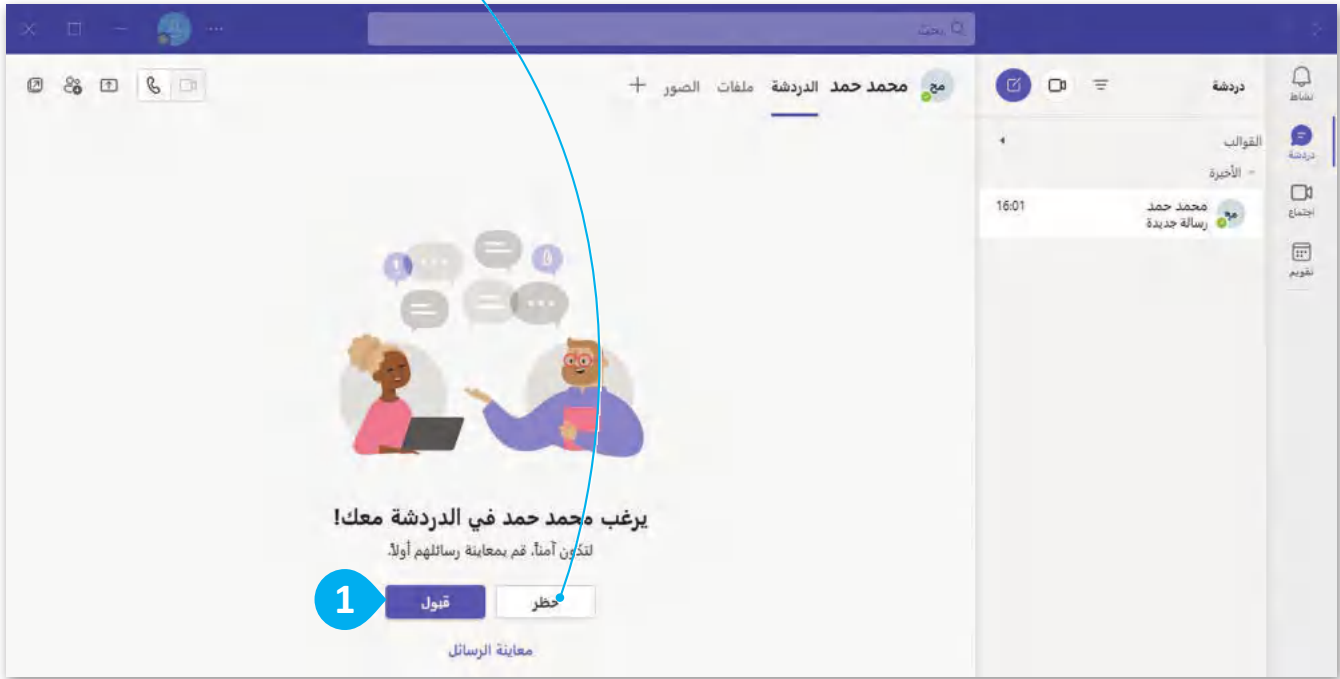 بحث
نشاط
دردشة
اجتماع
تقويم
دردشة
القوالب
الأخيرة
محمد حمد
16:01
رسالة جديدة
مح
مح محمد حمد الدردشة ملفات الصور +
يرغب محمد حمد في الدردشة معك!
لتكون آمناً، قم بمعاينة رسائلهم أولاً.
حظر
قبول
1
معاينة الرسائل